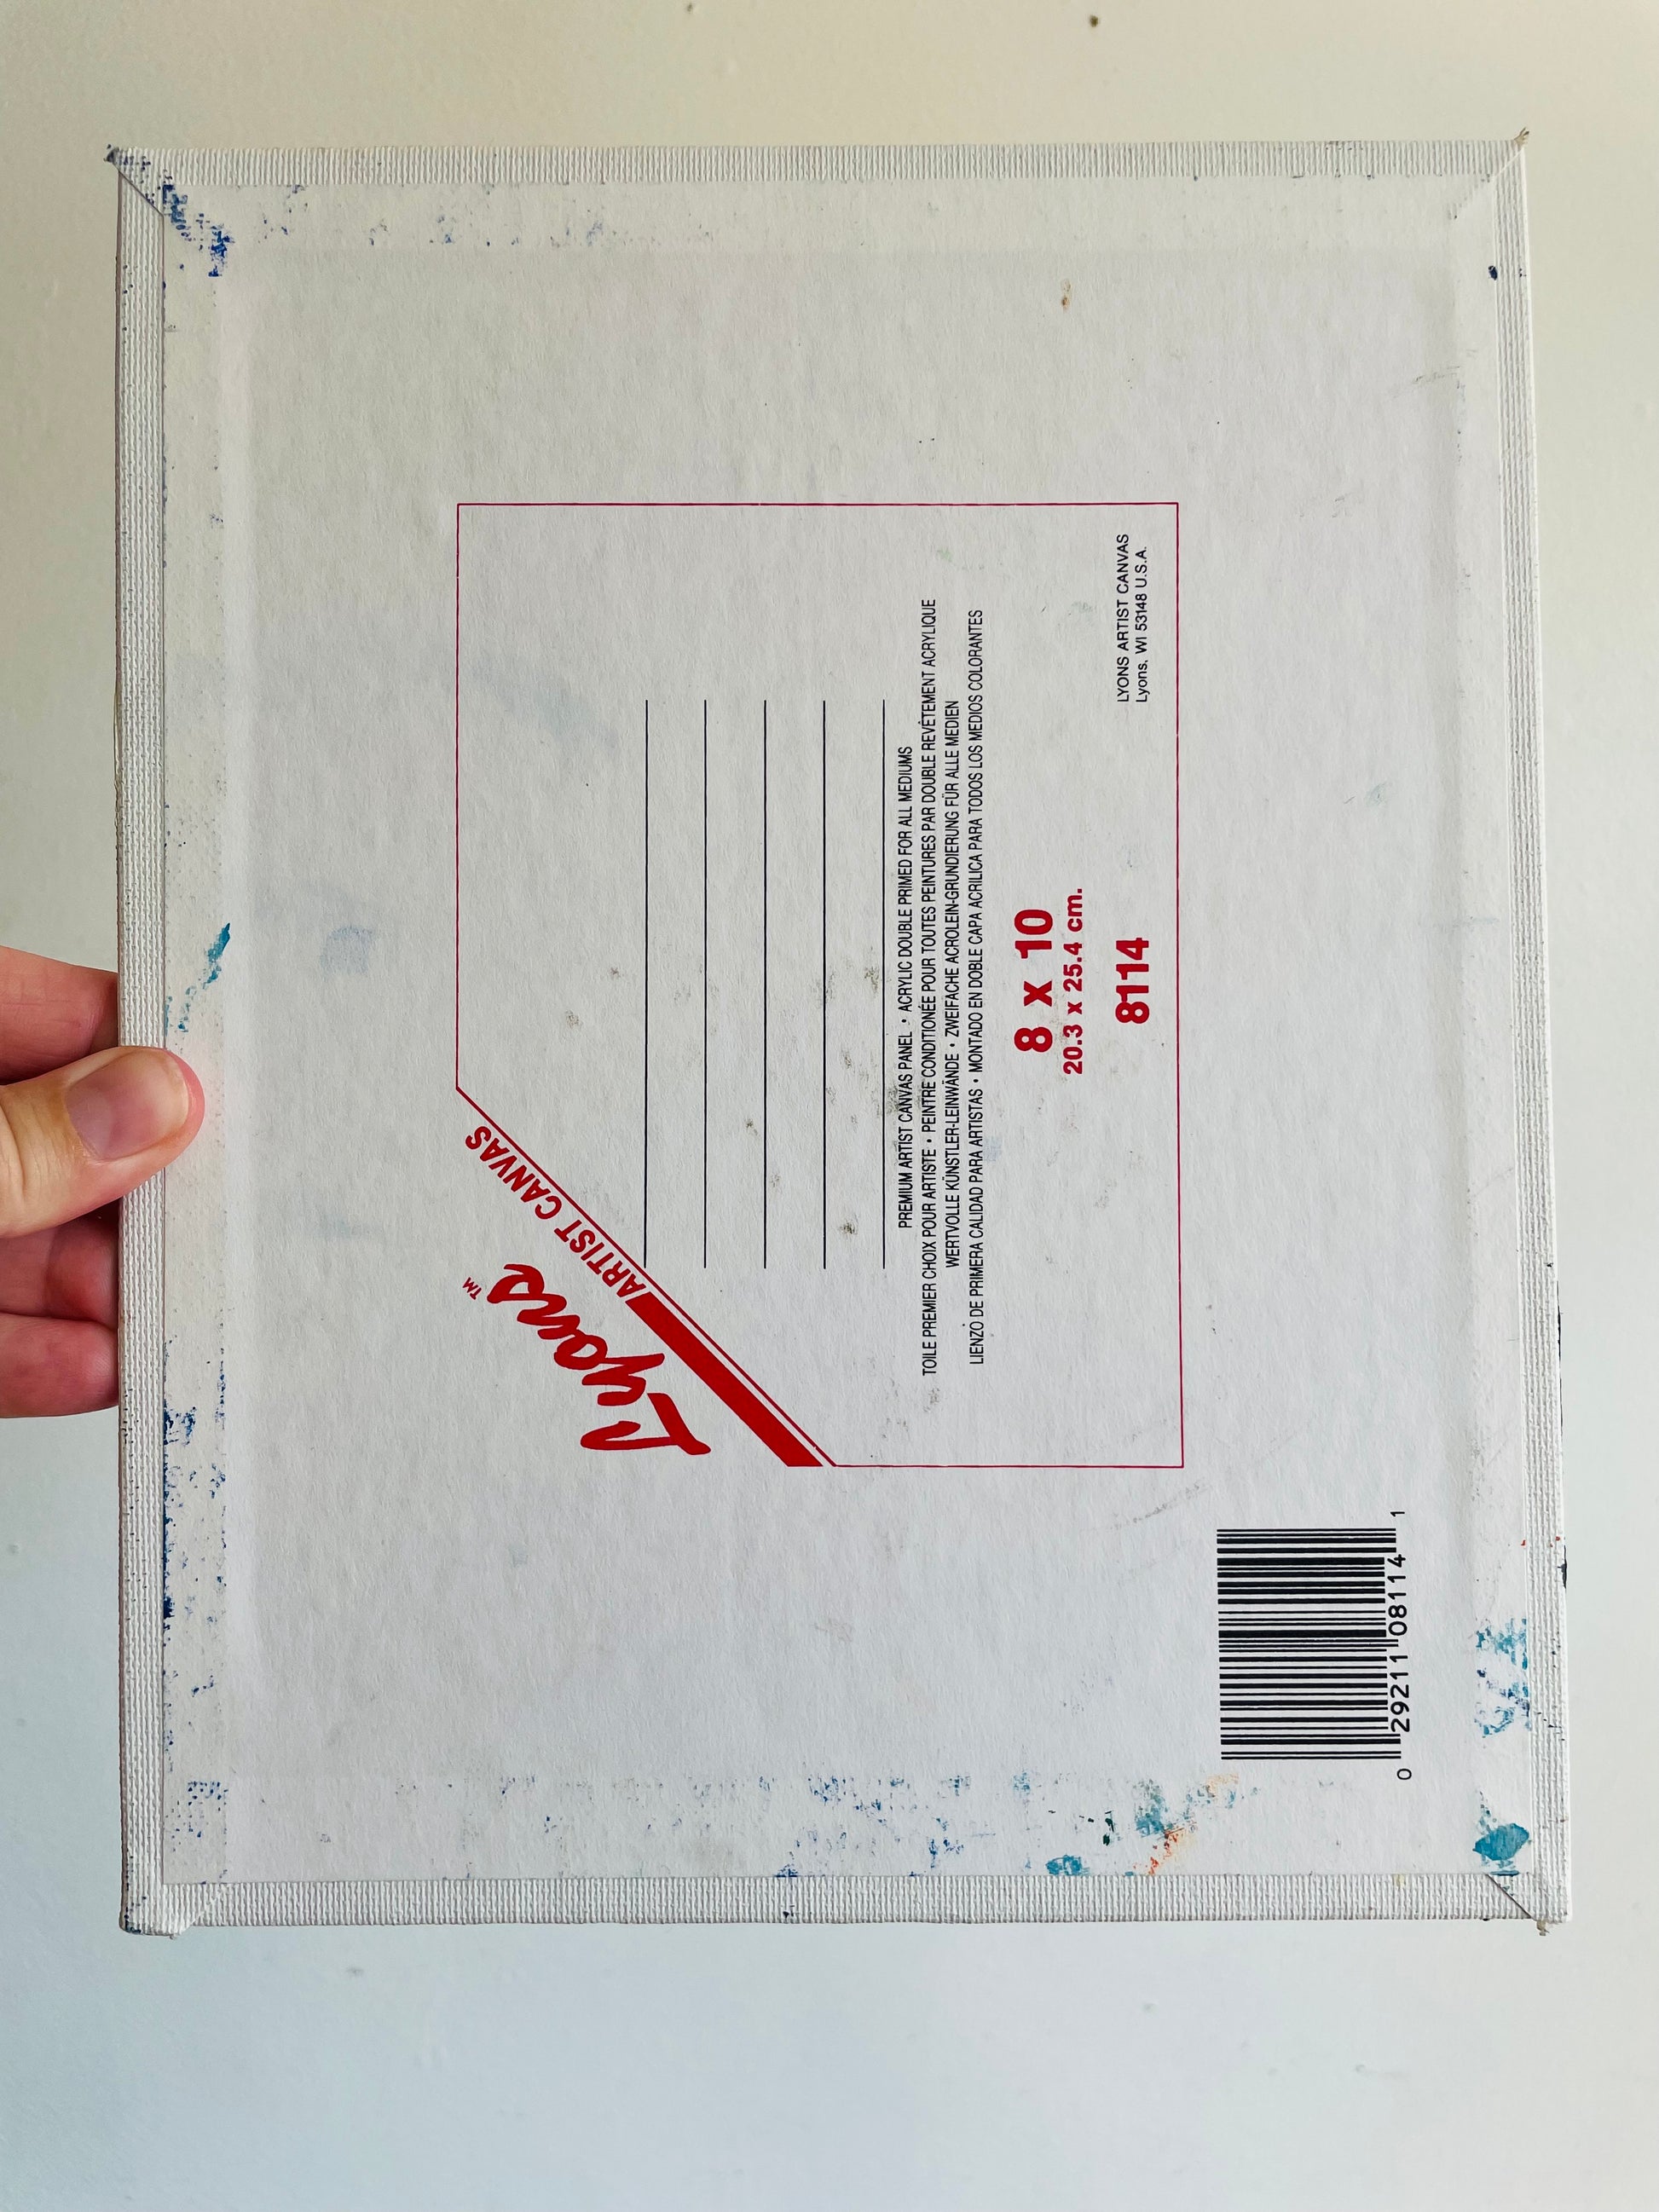 Lyons™
ARTIST CANVAS
PREMIUM ARTIST CANVAS PANEL • ACRYLIC DOUBLE PRIMED FOR ALL MEDIUMS
TOILE PREMIER CHOIX POUR ARTISTE • PEINTRE CONDITIONÉE POUR TOUTES PEINTURES PAR DOUBLE REVÊTEMENT ACRYLIQUE
WERTVOLLE KÜNSTLER-LEINWÄNDE • ZWEIFACHE ACROLEIN-GRUNDIERUNG FÜR ALLE MEDIEN
LIENZO DE PRIMERA CALIDAD PARA ARTISTAS • MONTADO EN DOBLE CAPA ACRILICA PARA TODOS LOS MEDIOS COLORANTES
8 x 10
20.3 x 25.4 cm.
8114
LYONS ARTIST CANVAS
Lyons. WI 53148 U.S.A.
0 29211 08114 1